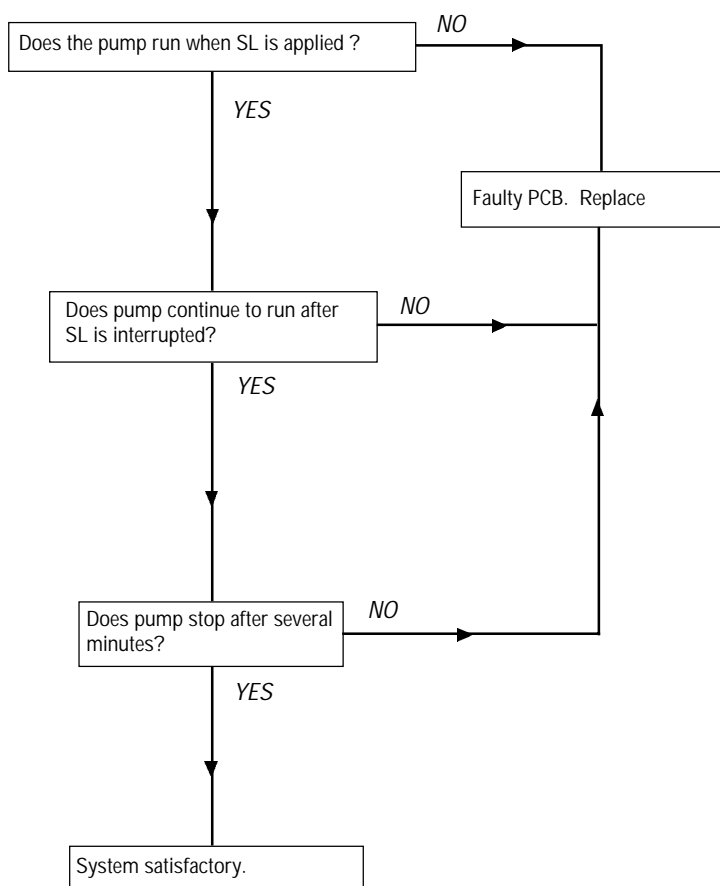 Does the pump run when SL is applied ?
NO
YES
Faulty PCB.  Replace
Does pump continue to run after
SL is interrupted?
NO
YES
Does pump stop after several
minutes?
NO
YES
System satisfactory.